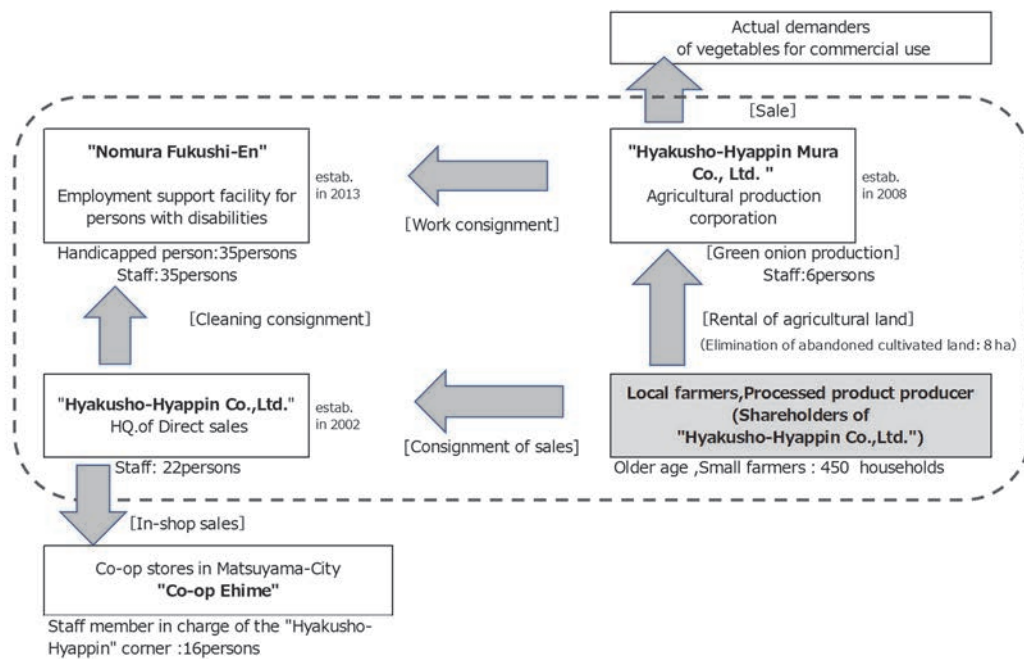 Actual demanders
of vegetables for commercial use
[Sale]
"Nomura Fukushi-En"
Employment support facility for
persons with disabilities
estab.
in 2013
Handicapped person:35persons
Staff:35persons
[Work consignment]
"Hyakusho-Hyappin Mura
Co., Ltd. "
Agricultural production
corporation
estab.
in 2008
[Green onion production]
Staff:6persons
[Cleaning consignment]
[Rental of agricultural land]
(Elimination of abandoned cultivated land: 8 ha)
"Hyakusho-Hyappin Co.,Ltd."
HQ.of Direct sales
estab.
in 2002
Staff: 22persons
[Consignment of sales]
Local farmers,Processed product producer
(Shareholders of
"Hyakusho-Hyappin Co.,Ltd.")
Older age ,Small farmers : 450 households
[In-shop sales]
Co-op stores in Matsuyama-City
"Co-op Ehime"
Staff member in charge of the "Hyakusho-
Hyappin" corner :16persons